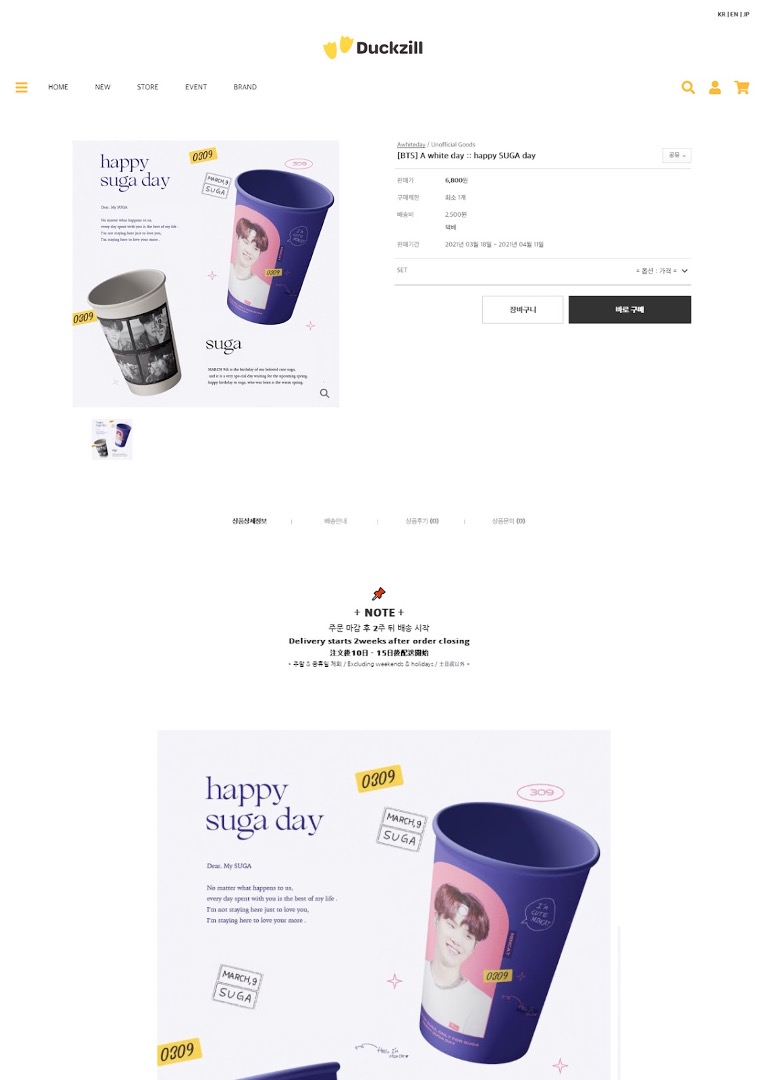 KR | EN | JP
Duckzill
HOME NEW STORE EVENT BRAND
happy
suga day
0309
309
MARCH,9
SUGA
Dear. My SUGA
No matter what happens to us,
every day spent with you is the best of my life .
I'm not staying here just to love you,
I'm staying here to love your more .
I'M
CUTE
0309
0309
suga
MARCH 9th is the birthday of our beloved cute suga,
and it is a very special day waiting for the upcoming spring.
happy birthday to suga, who was born in the warm spring.
Awhiteday / Unofficial Goods
[BTS] A white day :: happy SUGA day
공유
판매가 6,800원
구매제한 최소 1개
배송비 2,500원
택배
판매기간 2021년 03월 18일 ~ 2021년 04월 11일
SET = 옵션 : 가격 =
장바구니 바로 구매
상품상세정보 | 배송안내 | 상품후기 (0) | 상품문의 (0)
+ NOTE +
주문 마감 후 2주 뒤 배송 시작
Delivery starts 2weeks after order closing
注文後10日 - 15日後配送開始
* 주말 & 공휴일 제외 / Excluding weekends & holidays / 土日祝以外 *
happy
suga day
0309
309
MARCH,9
SUGA
Dear. My SUGA
No matter what happens to us,
every day spent with you is the best of my life .
I'm not staying here just to love you,
I'm staying here to love your more .
I'M
CUTE
0309
MARCH,9
SUGA
0309